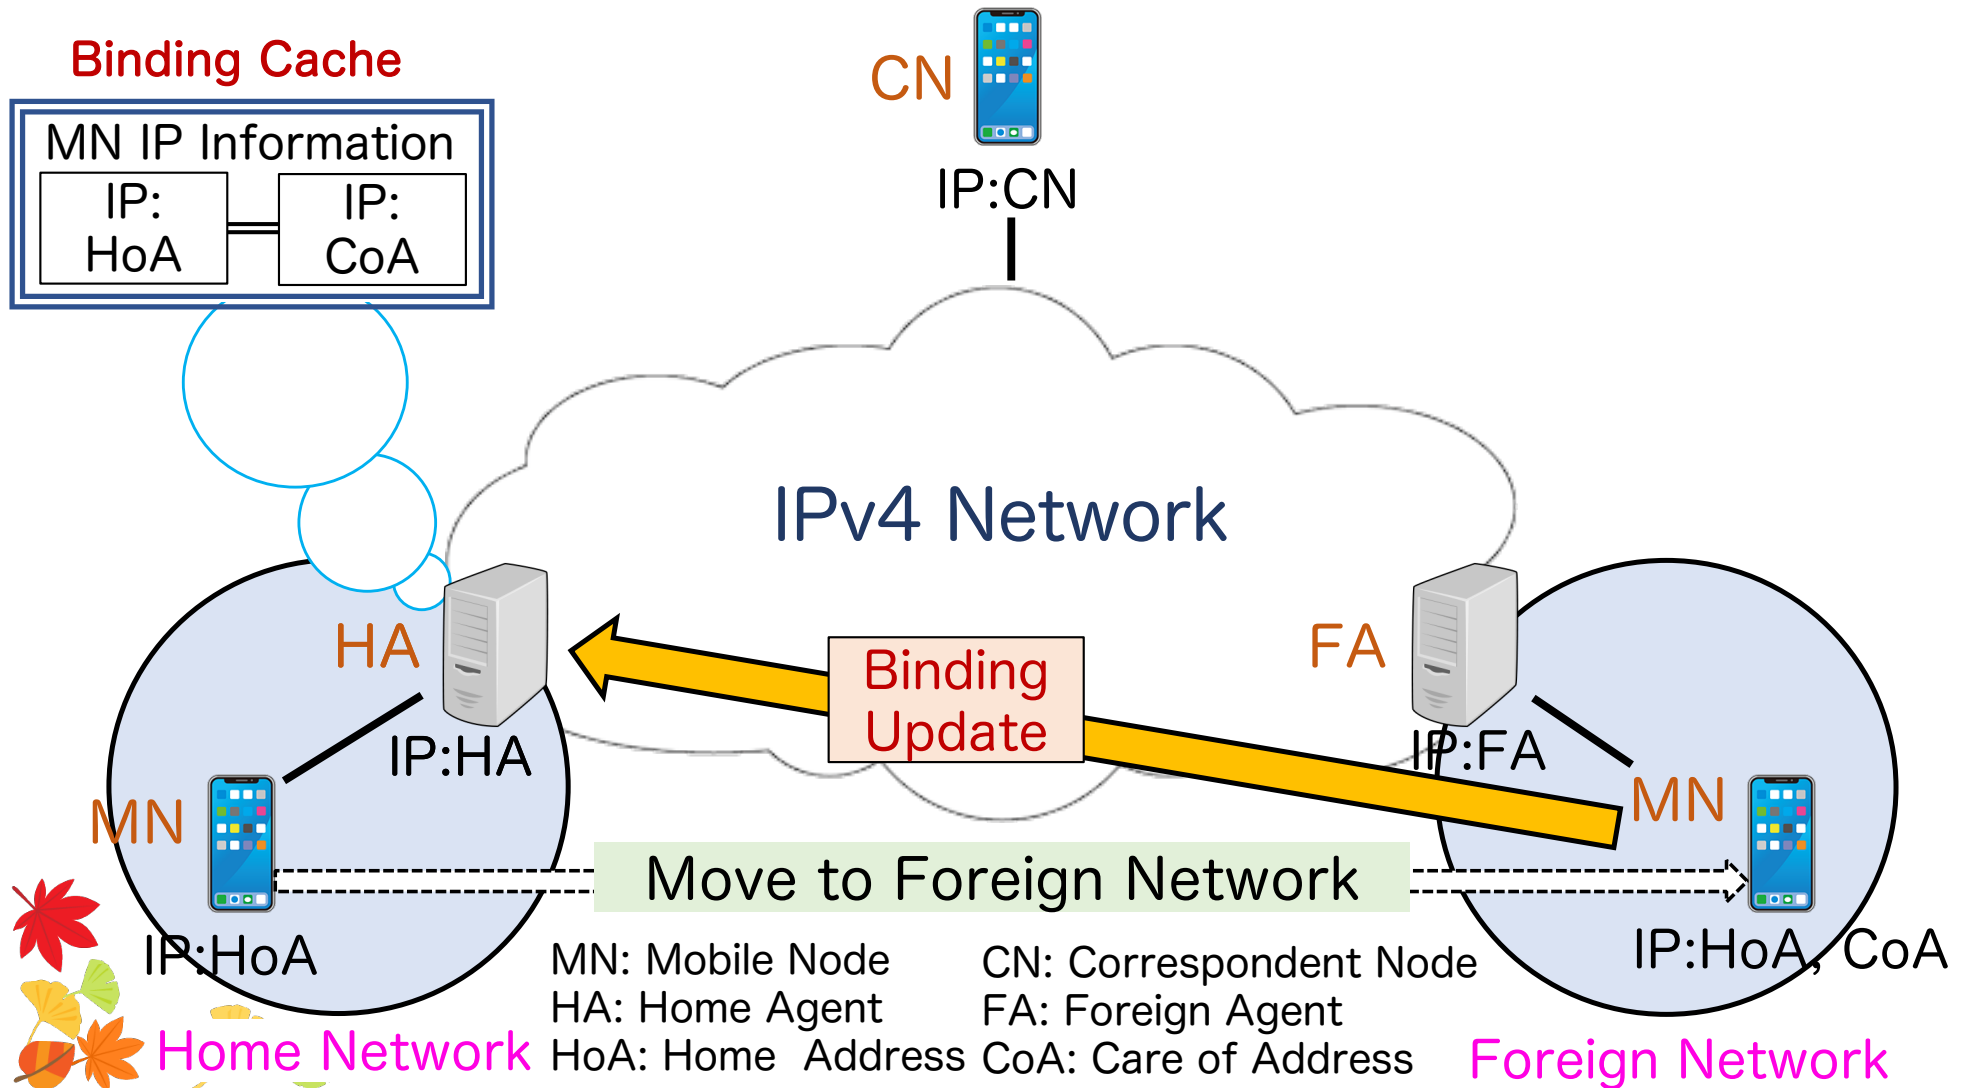 Binding Cache
MN IP Information
IP:
HoA
IP:
CoA
CN
IP:CN
IPv4 Network
HA
IP:HA
Binding
Update
FA
IP:FA
MN
IP:HoA
MN
IP:HoA, CoA
Move to Foreign Network
Home Network
Foreign Network
MN: Mobile Node
HA: Home Agent
HoA: Home Address
CN: Correspondent Node
FA: Foreign Agent
CoA: Care of Address